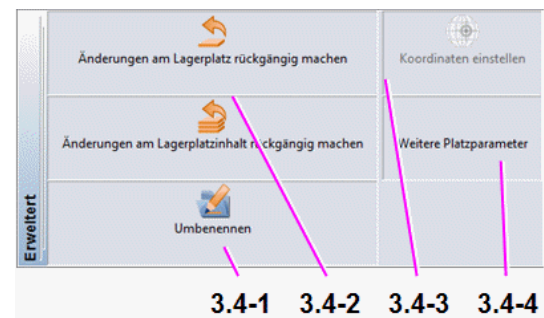 Änderungen am Lagerplatz rückgängig machen
Koordinaten einstellen
Änderungen am Lagerplatzinhalt rückgängig machen
Weitere Platzparameter
Umbenennen
Erweitert
3.4-1 3.4-2 3.4-3 3.4-4